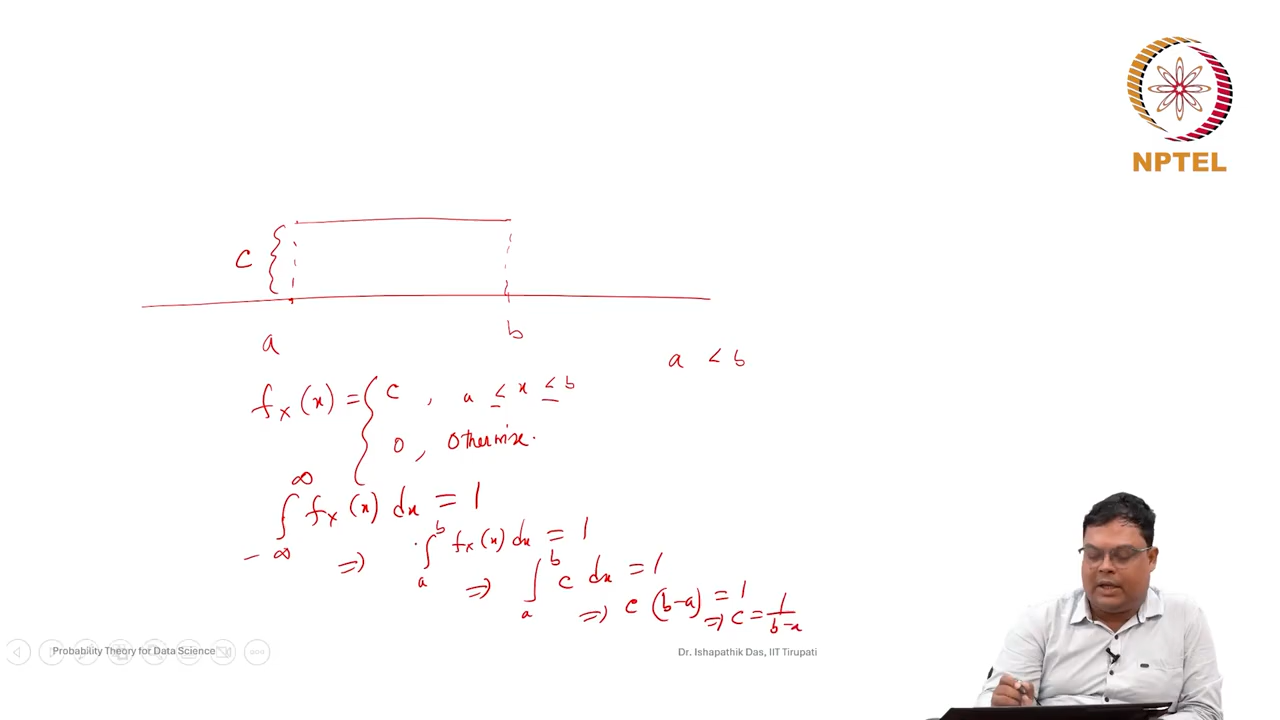 NPTEL
c {
a b
a < b
f_X(x) = { c , a ≤ x ≤ b
0 , Otherwise.
∫_{-∞}^{∞} f_X(x) dx = 1
⇒ ∫_a^b f_X(x) dx = 1
⇒ ∫_a^b c dx = 1
⇒ c (b-a) = 1
⇒ c = 1/(b-a)
Probability Theory for Data Science
Dr. Ishapathik Das, IIT Tirupati